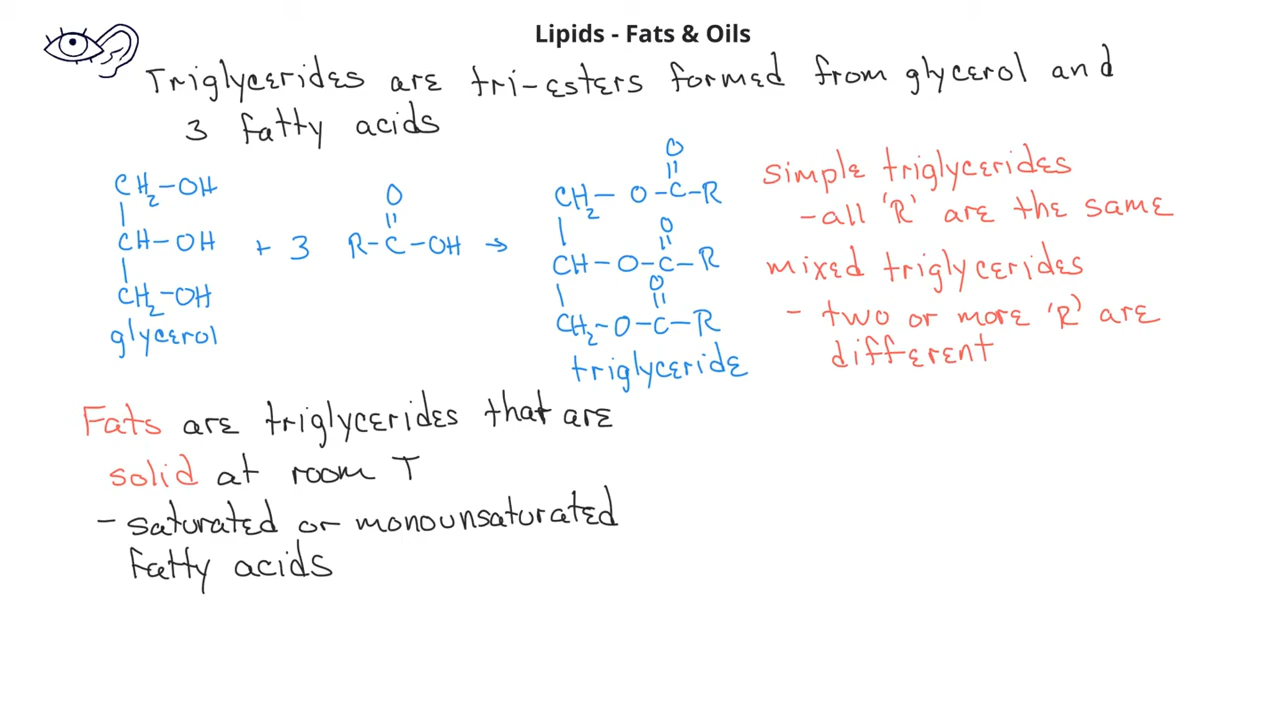 Lipids - Fats & Oils
Triglycerides are tri-esters formed from glycerol and
3 fatty acids
CH₂-OH
CH-OH
CH₂-OH
glycerol
+ 3
O
R-C-OH →
O
CH₂-O-C-R
O
CH-O-C-R
O
CH₂-O-C-R
triglyceride
simple triglycerides
- all 'R' are the same
mixed triglycerides
- two or more 'R' are
different
Fats are triglycerides that are
solid at room T
- saturated or monounsaturated
fatty acids